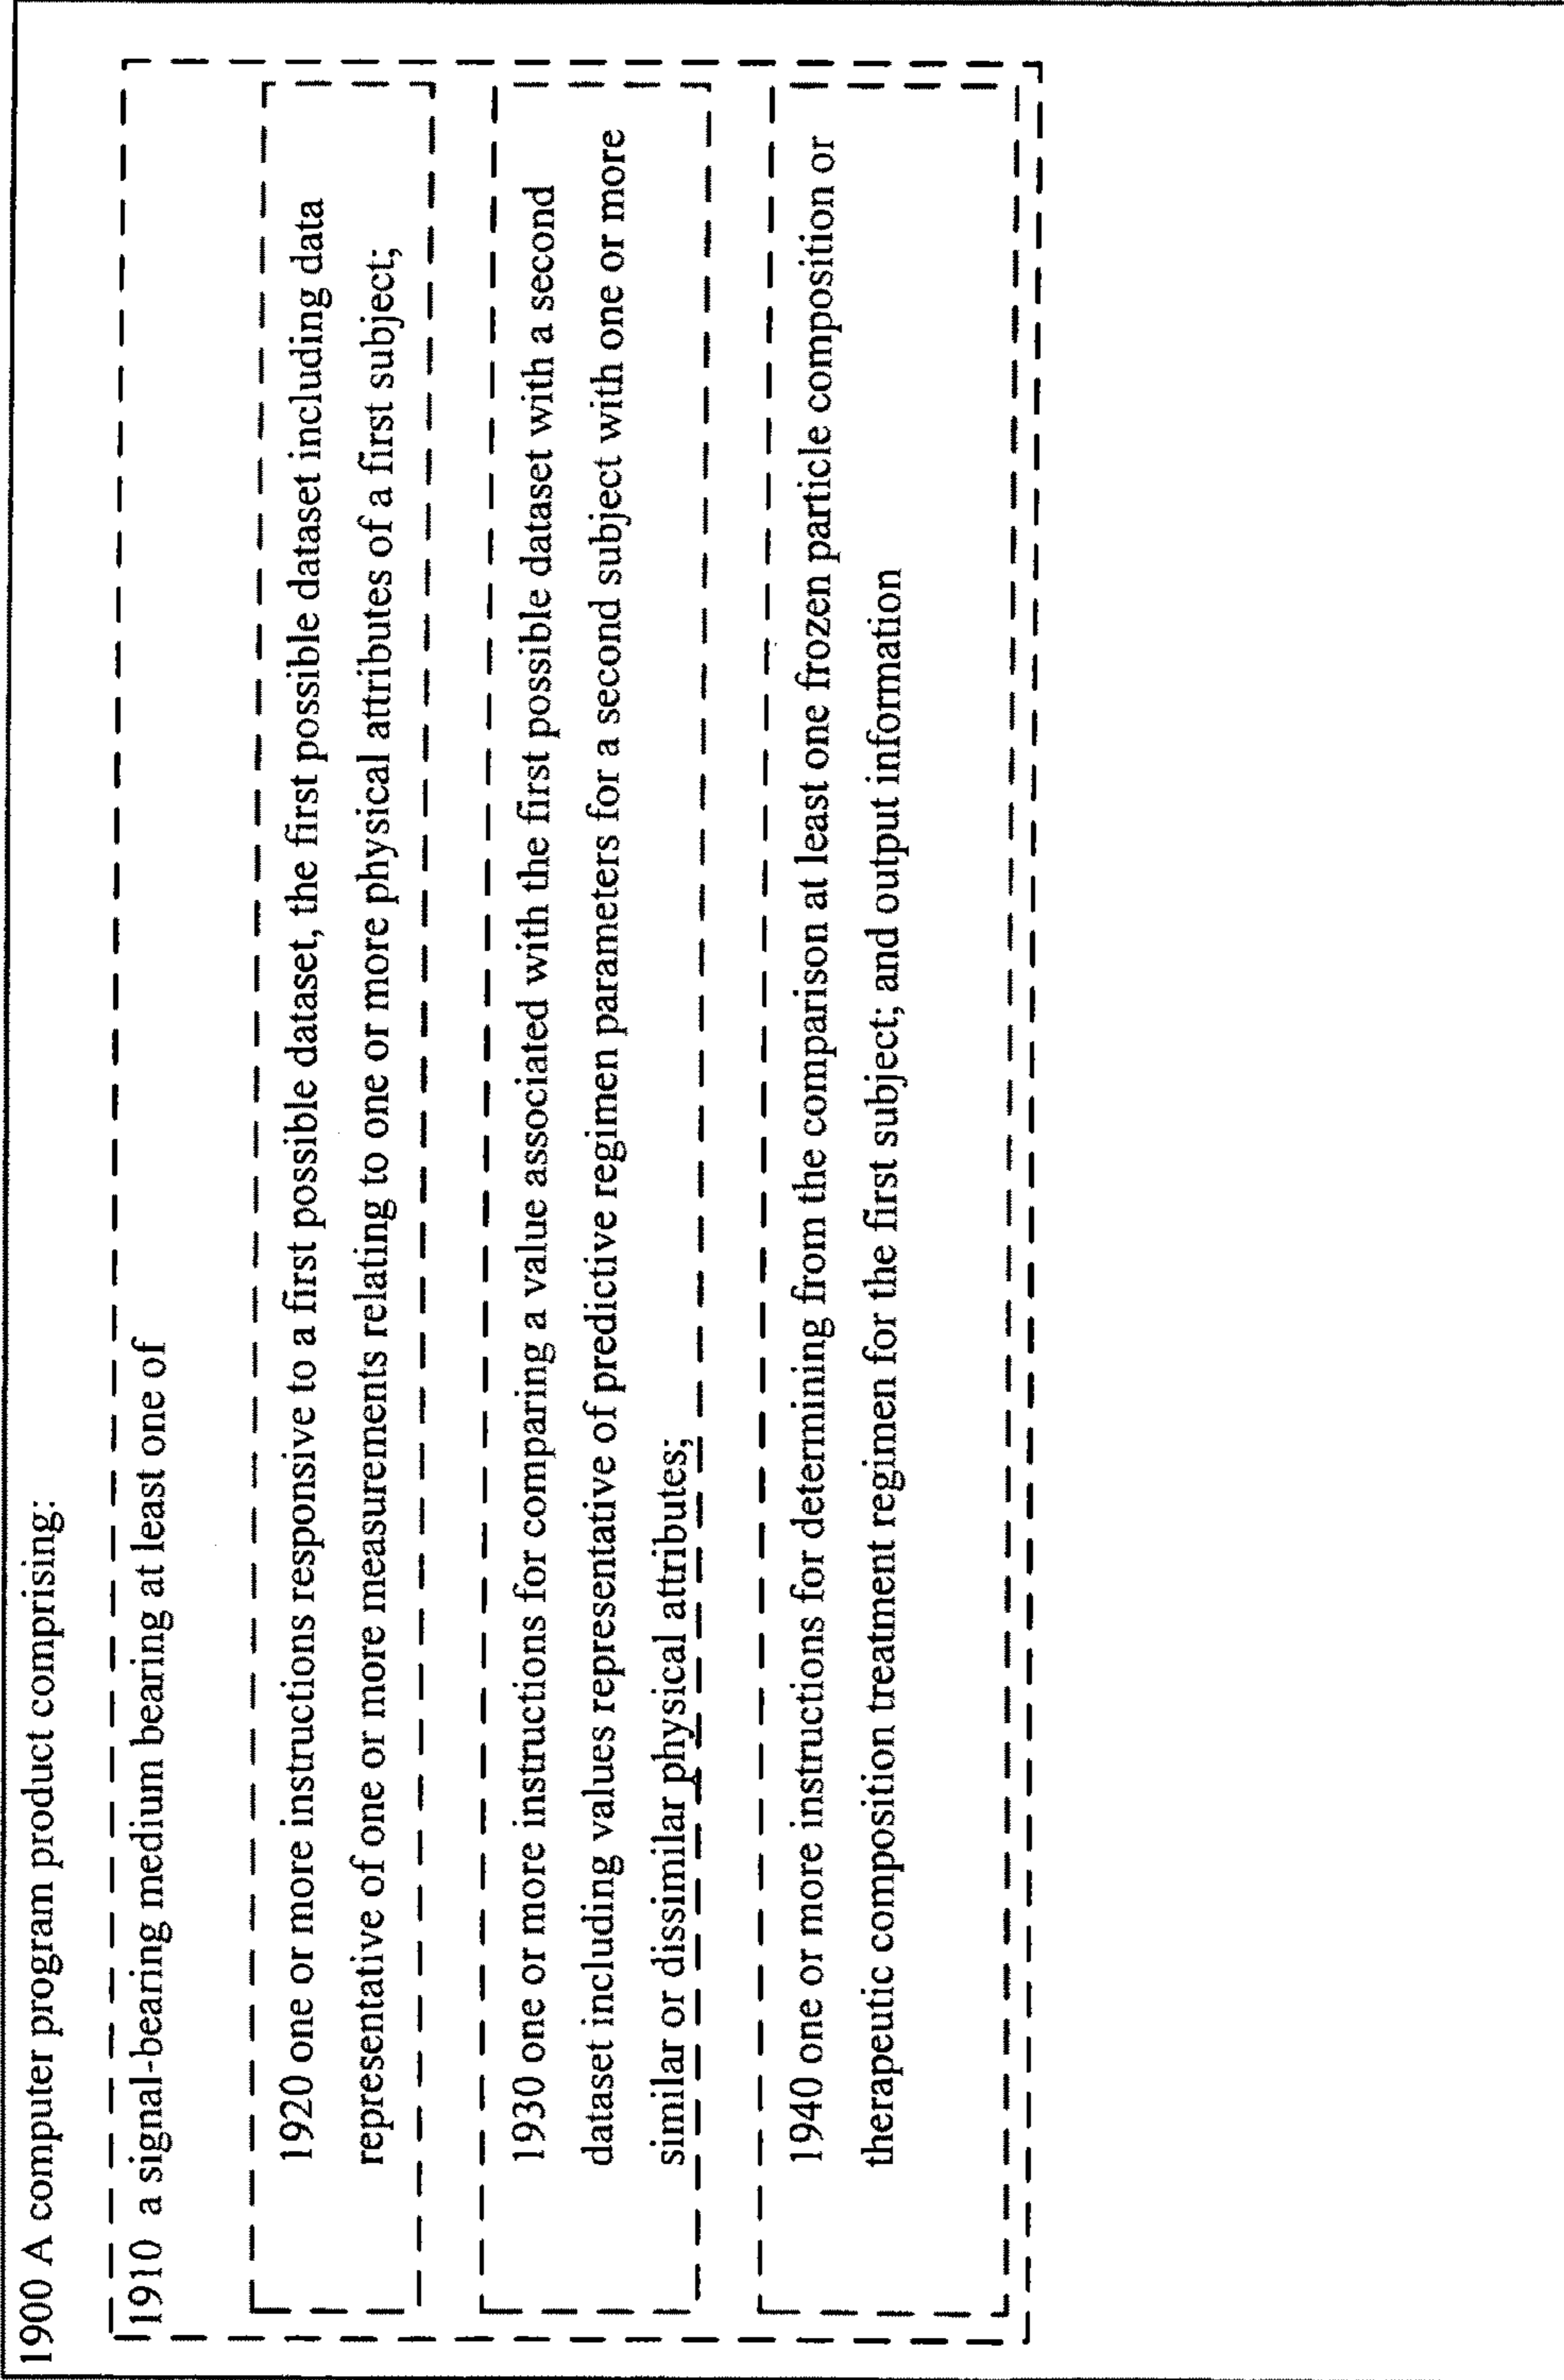 1900 A computer program product comprising:
1910 a signal-bearing medium bearing at least one of
1920 one or more instructions responsive to a first possible dataset, the first possible dataset including data
representative of one or more measurements relating to one or more physical attributes of a first subject;
1930 one or more instructions for comparing a value associated with the first possible dataset with a second
dataset including values representative of predictive regimen parameters for a second subject with one or more
similar or dissimilar physical attributes;
1940 one or more instructions for determining from the comparison at least one frozen particle composition or
therapeutic composition treatment regimen for the first subject; and output information